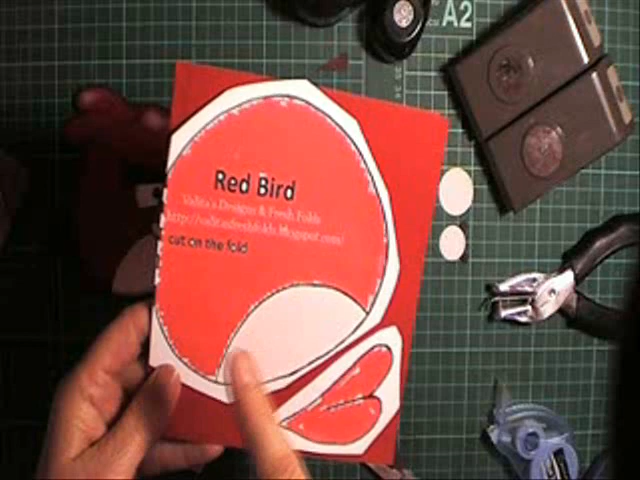 A2
Red Bird
Valita's Designs & Fresh Folds
http://valitasfreshfolds.blogspot.com/
cut on the fold